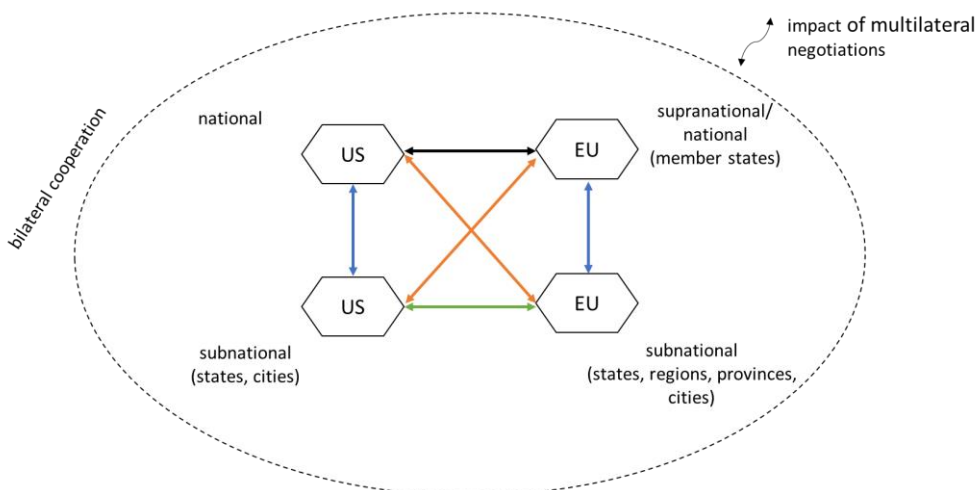 impact of multilateral
negotiations
bilateral cooperation
national
supranational/
national
(member states)
US
EU
US
EU
subnational
(states, cities)
subnational
(states, regions, provinces,
cities)